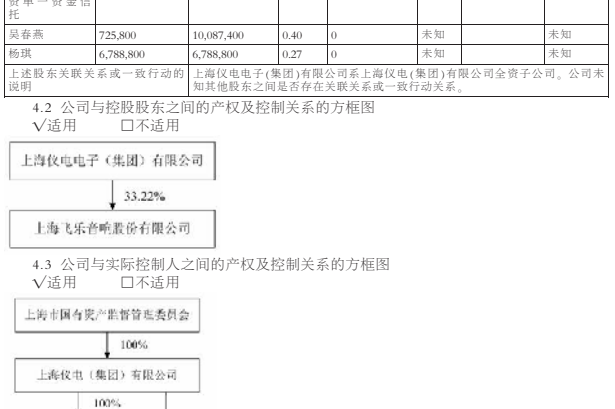 资单一资金信
托
吴春燕 725,800 10,087,400 0.40 0 未知 未知
杨琪 6,788,800 6,788,800 0.27 0 未知 未知
上述股东关联关系或一致行动的 上海仪电电子(集团)有限公司系上海仪电(集团)有限公司全资子公司。公司未
说明 知其他股东之间是否存在关联关系或一致行动关系。
4.2 公司与控股股东之间的产权及控制关系的方框图
√适用 □不适用
上海仪电电子（集团）有限公司
33.22%
上海飞乐音响股份有限公司
4.3 公司与实际控制人之间的产权及控制关系的方框图
√适用 □不适用
上海市国有资产监督管理委员会
100%
上海仪电（集团）有限公司
100%